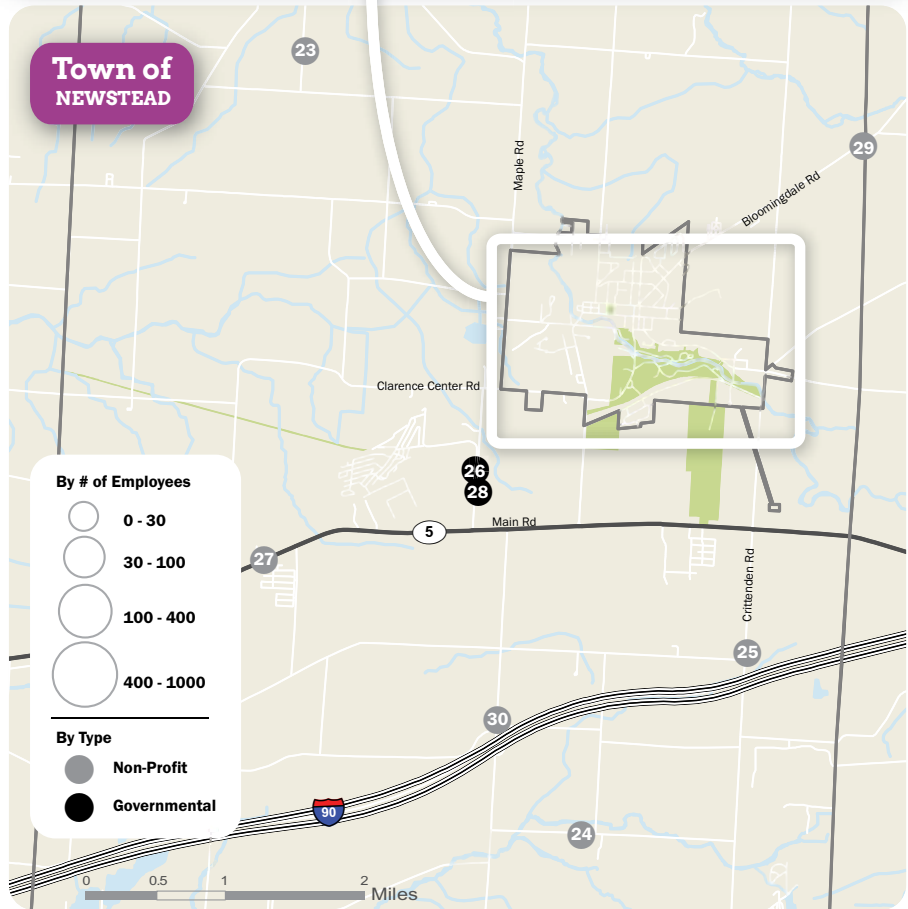 23
Town of
NEWSTEAD
Maple Rd
29
Bloomingdale Rd
Clarence Center Rd
26
28
Main Rd
5
27
Crittenden Rd
25
30
90
24
By # of Employees
0 - 30
30 - 100
100 - 400
400 - 1000
By Type
Non-Profit
Governmental
0 0.5 1 2
Miles